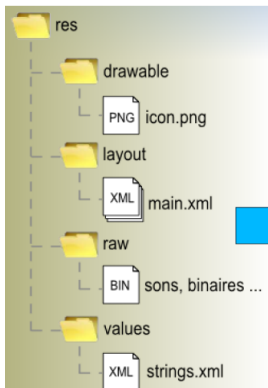 res
drawable
PNG icon.png
layout
XML main.xml
raw
BIN sons, binaires ...
values
XML strings.xml